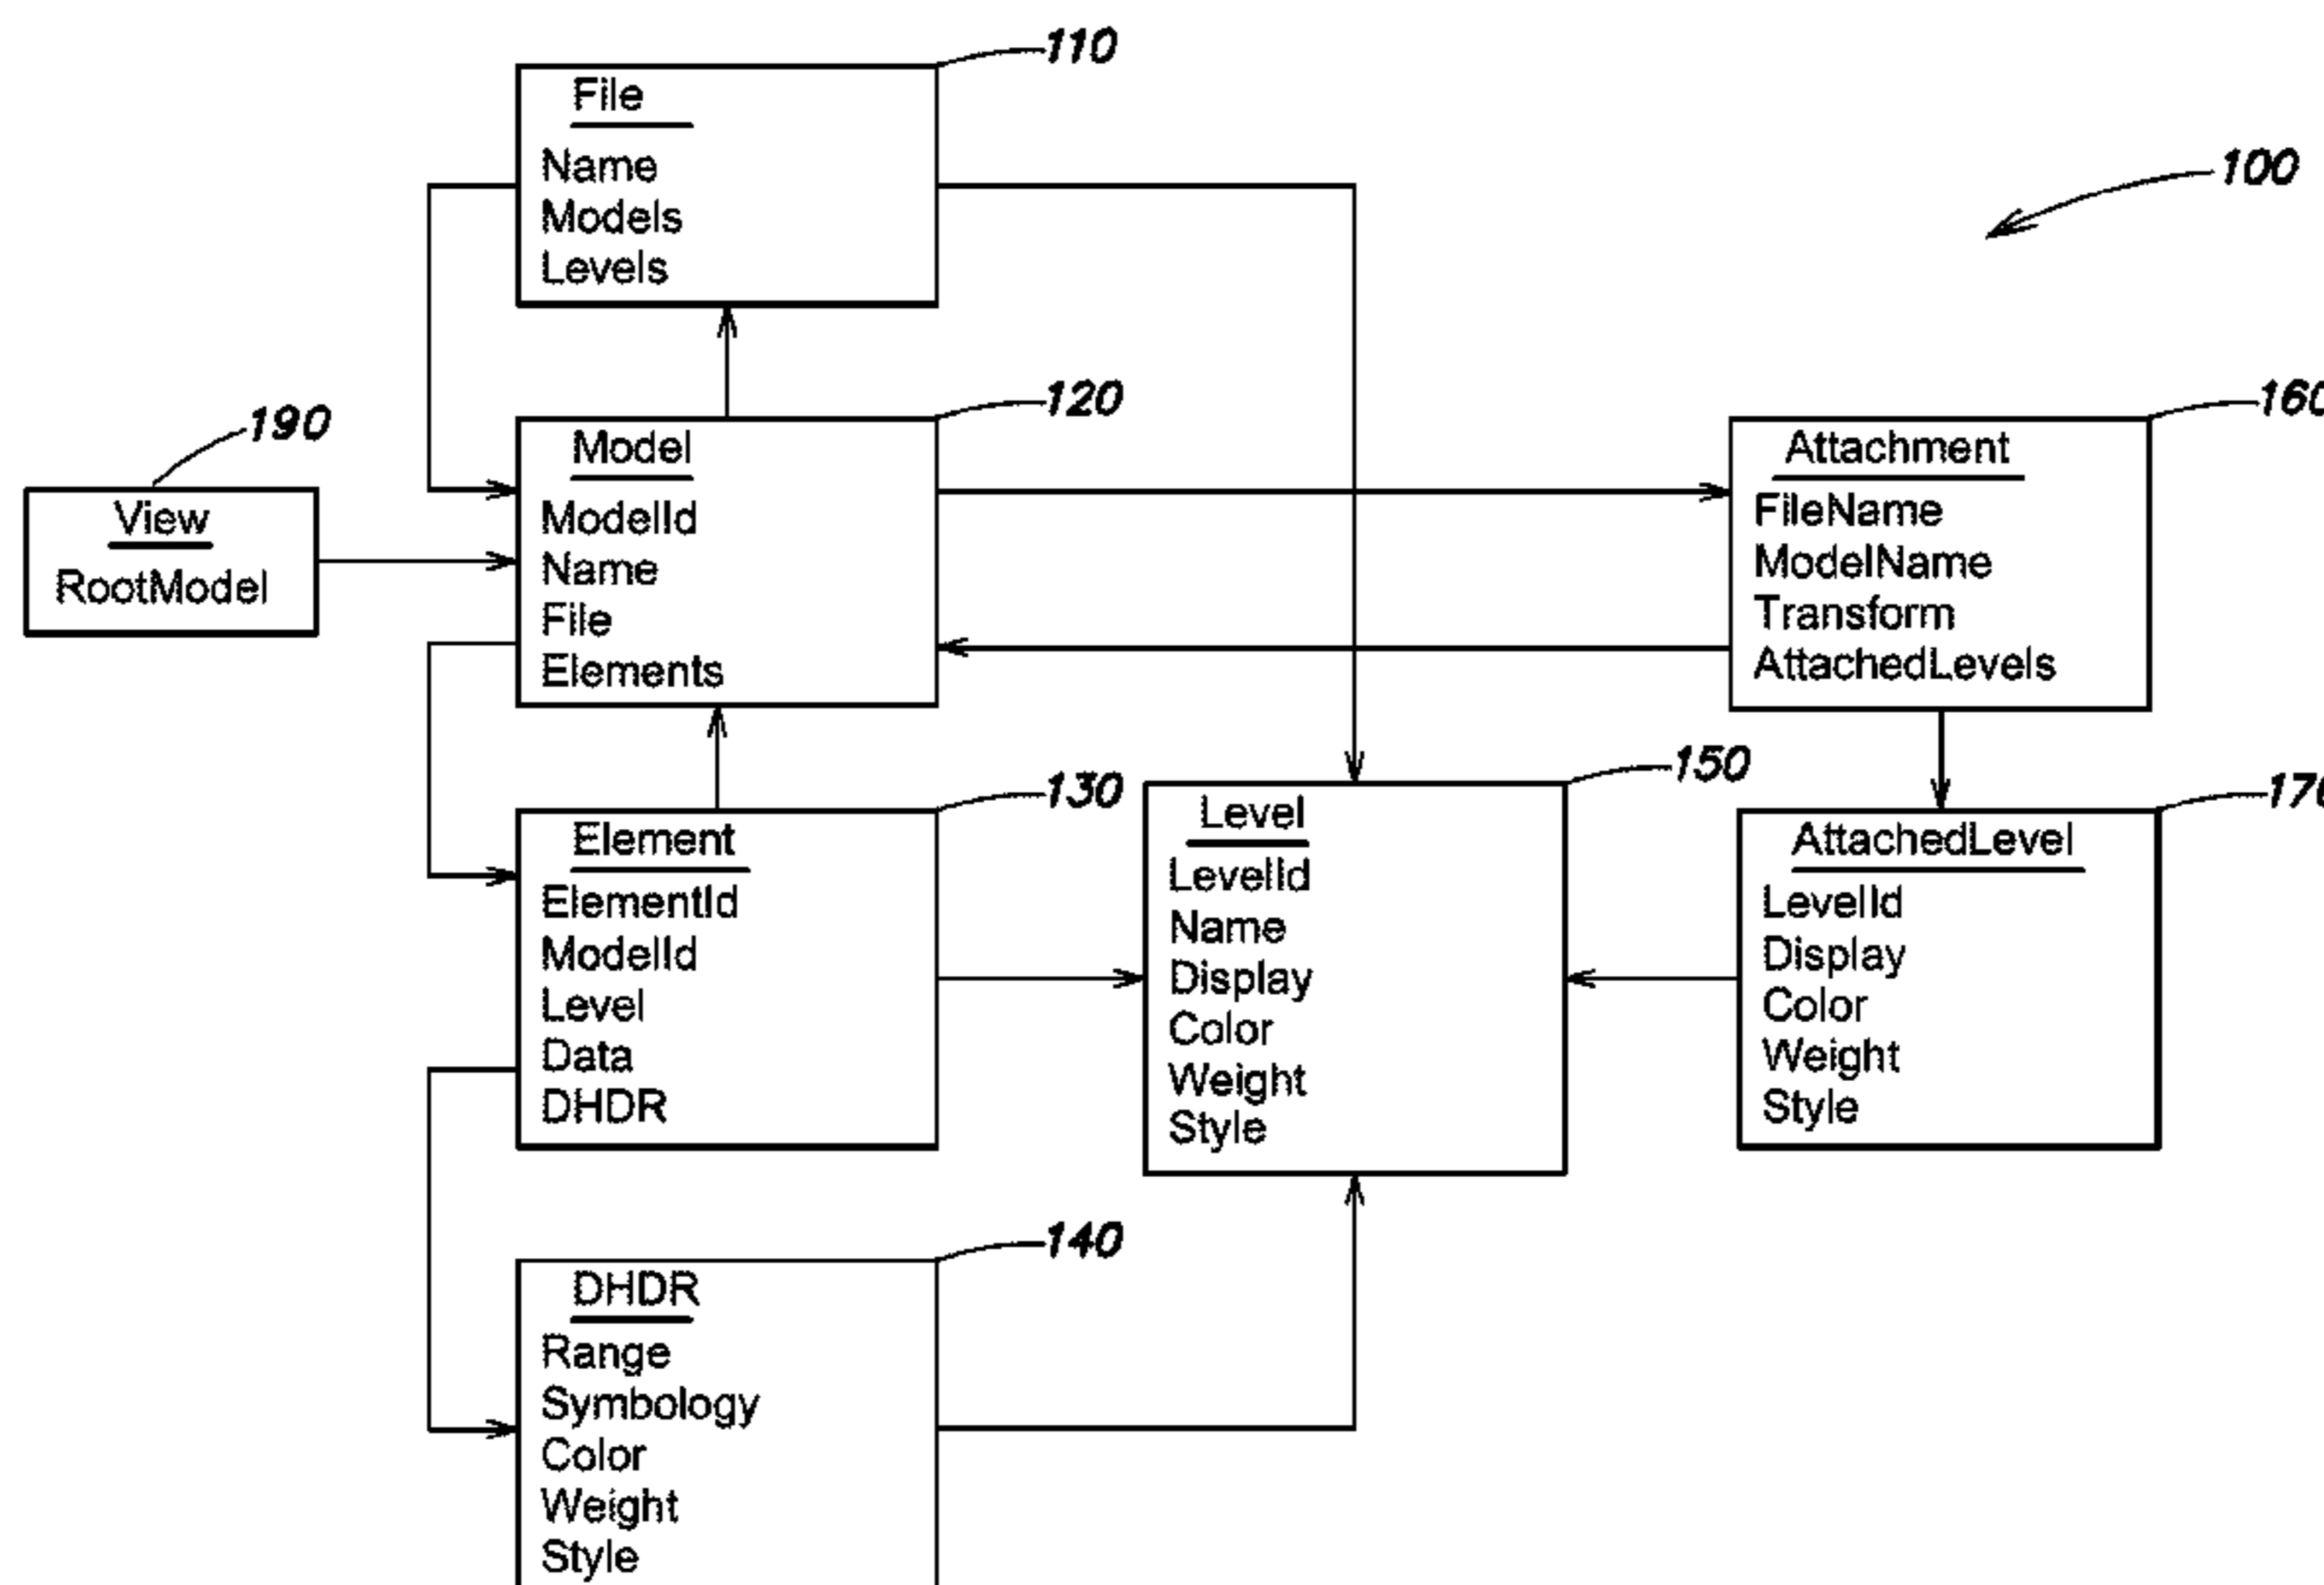 110
File
Name
Models
Levels
100
120
Model
ModelId
Name
File
Elements
190
View
RootModel
160
Attachment
FileName
ModelName
Transform
AttachedLevels
130
Element
ElementId
ModelId
Level
Data
DHDR
150
Level
LevelId
Name
Display
Color
Weight
Style
170
AttachedLevel
LevelId
Display
Color
Weight
Style
140
DHDR
Range
Symbology
Color
Weight
Style